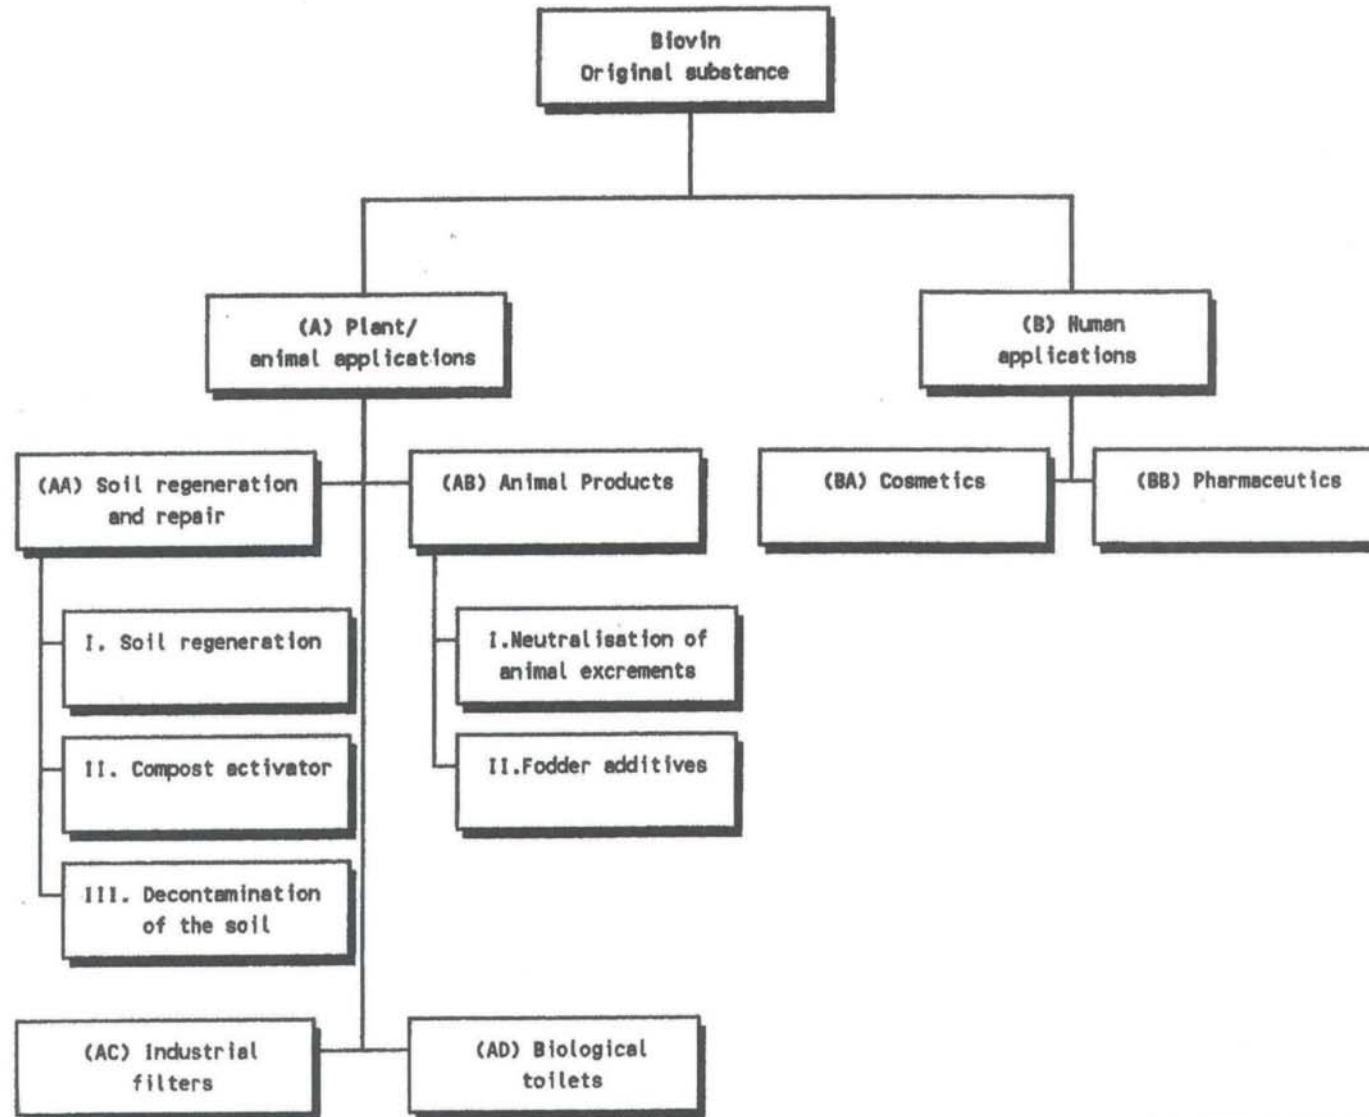 Biovin
Original substance
(A) Plant/
animal applications
(B) Human
applications
(AA) Soil regeneration
and repair
(AB) Animal Products
(BA) Cosmetics
(BB) Pharmaceutics
I. Soil regeneration
II. Compost activator
III. Decontamination
of the soil
I.Neutralisation of
animal excrements
II.Fodder additives
(AC) Industrial
filters
(AD) Biological
toilets